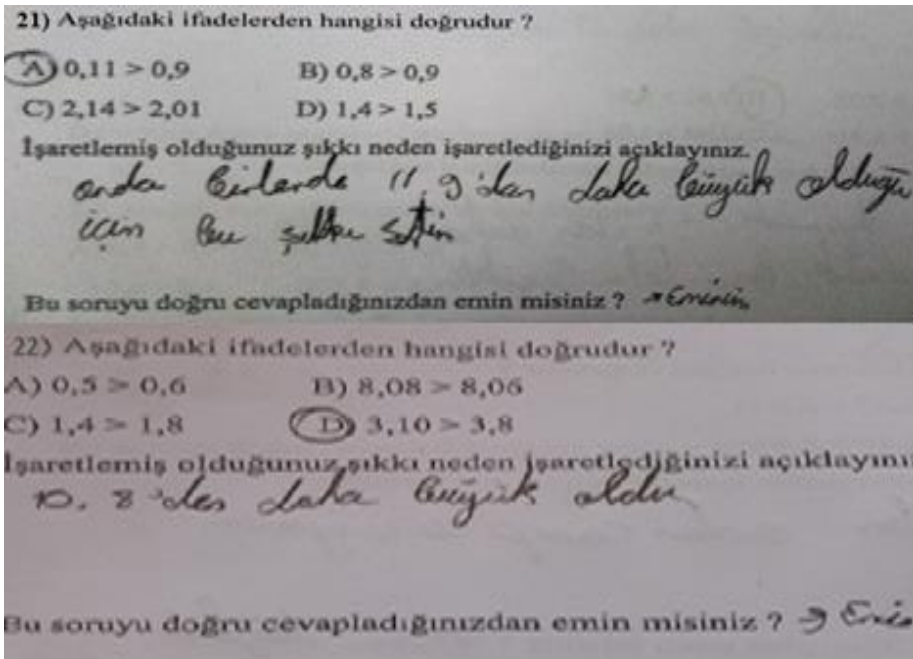 21) Aşağıdaki ifadelerden hangisi doğrudur ?
A) 0,11 > 0,9 B) 0,8 > 0,9
C) 2,14 > 2,01 D) 1,4 > 1,5
İşaretlemiş olduğunuz şıkkı neden işaretlediğinizi açıklayınız.
onda birlerde 11, 9'dan daha büyük olduğu
için bu şıkkı
Bu soruyu doğru cevapladığınızdan emin misiniz ? → Eminim
22) Aşağıdaki ifadelerden hangisi doğrudur ?
A) 0,5 > 0,6 B) 8,08 > 8,06
C) 1,4 > 1,8 D) 3,10 > 3,8
İşaretlemiş olduğunuz şıkkı neden işaretlediğinizi açıklayını
10, 8'den daha büyük oldu
Bu soruyu doğru cevapladığınızdan emin misiniz ? →